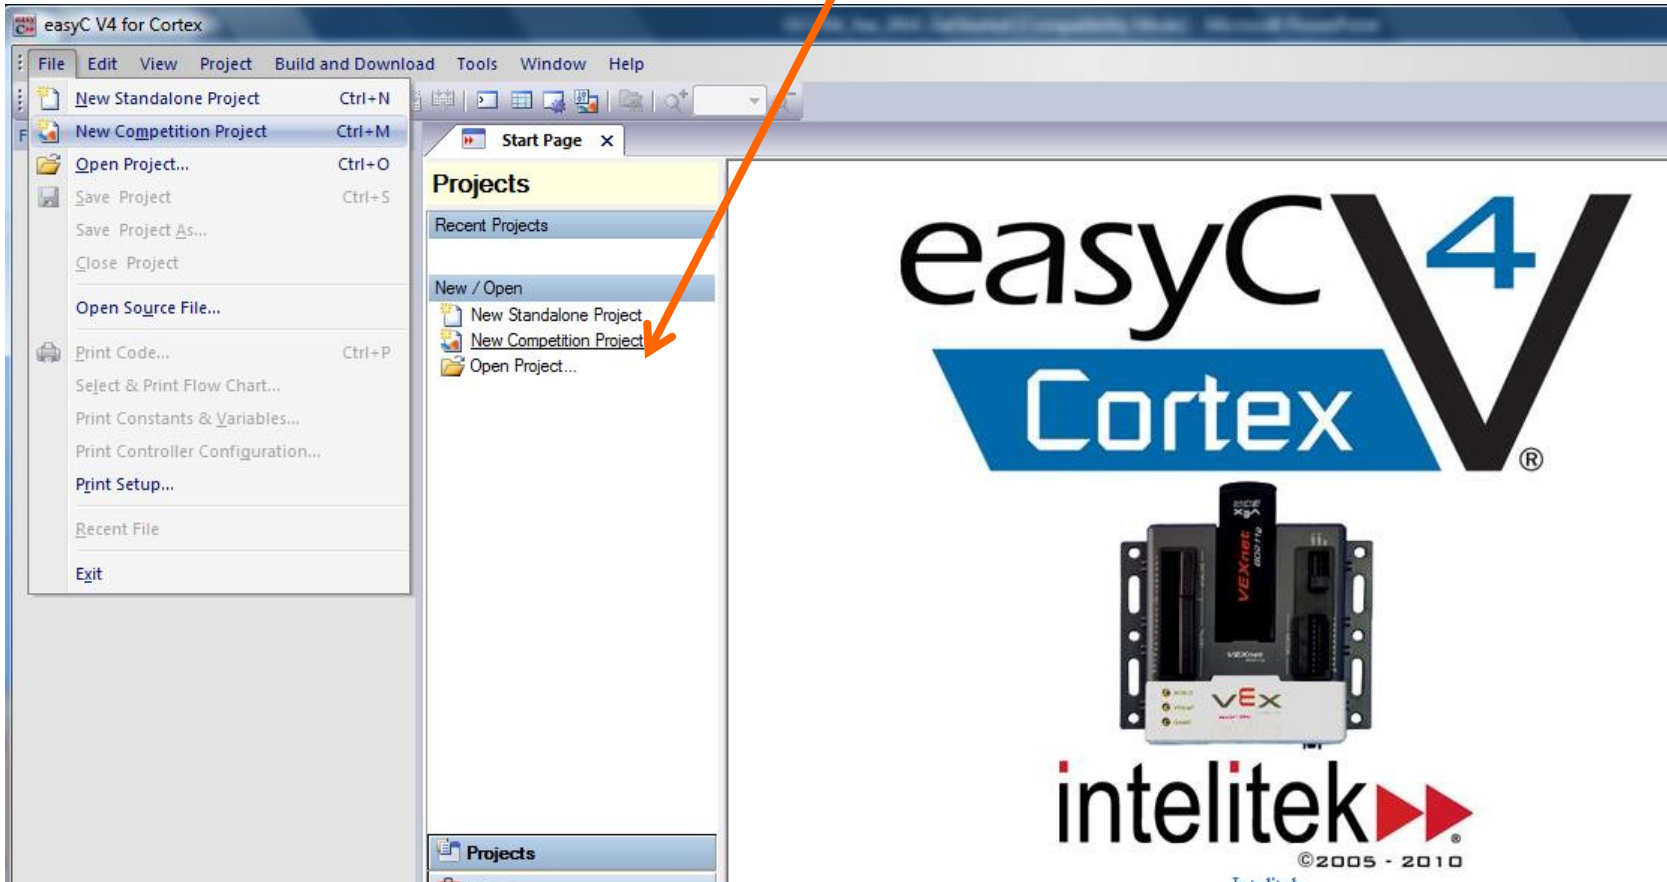 easyC V4 for Cortex
File Edit View Project Build and Download Tools Window Help
New Standalone Project Ctrl+N
New Competition Project Ctrl+M
Open Project... Ctrl+O
Save Project Ctrl+S
Save Project As...
Close Project
Open Source File...
Print Code... Ctrl+P
Select & Print Flow Chart...
Print Constants & Variables...
Print Controller Configuration...
Print Setup...
Recent File
Exit
Start Page
Projects
Recent Projects
New / Open
New Standalone Project
New Competition Project
Open Project...
Projects
easyC V4
Cortex
®
VEXnet
802.11g
VEXnet
VEX
intelitek
©2005 - 2010